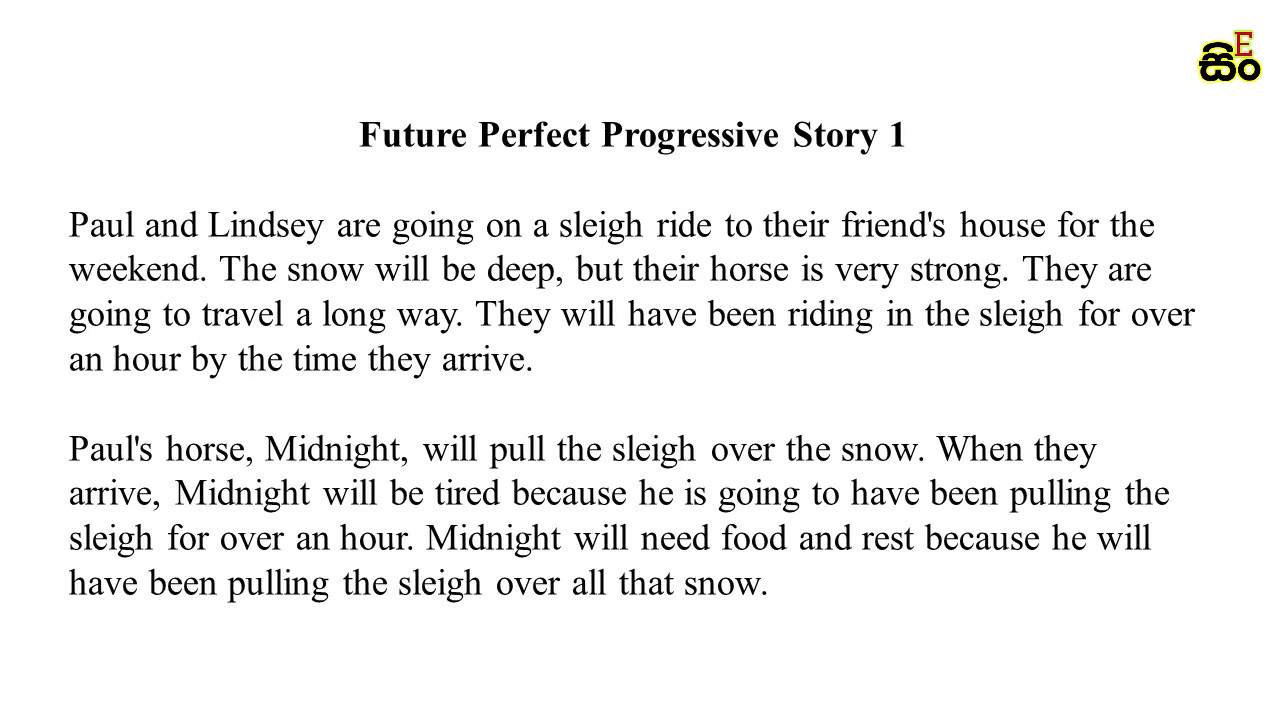 E
සිං
Future Perfect Progressive Story 1
Paul and Lindsey are going on a sleigh ride to their friend's house for the
weekend. The snow will be deep, but their horse is very strong. They are
going to travel a long way. They will have been riding in the sleigh for over
an hour by the time they arrive.
Paul's horse, Midnight, will pull the sleigh over the snow. When they
arrive, Midnight will be tired because he is going to have been pulling the
sleigh for over an hour. Midnight will need food and rest because he will
have been pulling the sleigh over all that snow.